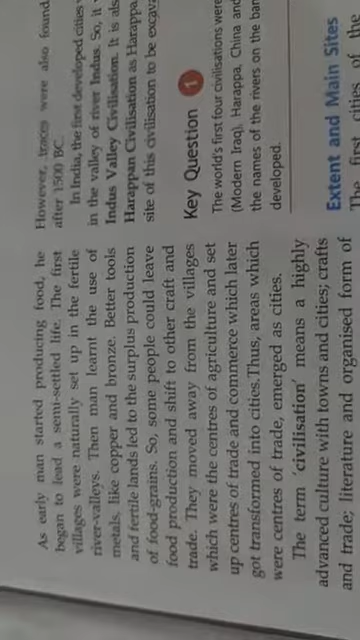 As early man started producing food, he
began to lead a semi-settled life. The first
villages were naturally set up in the fertile
river-valleys. Then man learnt the use of
metals, like copper and bronze. Better tools
and fertile lands led to the surplus production
of food-grains. So, some people could leave
food production and shift to other craft and
trade. They moved away from the villages
which were the centres of agriculture and set
up centres of trade and commerce which later
got transformed into cities.Thus, areas which
were centres of trade, emerged as cities.
The term 'civilisation' means a highly
advanced culture with towns and cities; crafts
and trade; literature and organised form of
However, traces were also found
after 1500 BC.
In India, the first developed cities
in the valley of river Indus. So, it
Indus Valley Civilisation. It is als
Harappan Civilisation as Harappa
site of this civilisation to be excava
Key Question 1
The world's first four civilisations were
(Modern Iraq), Harappa, China and
the names of the rivers on the ban
developed.
Extent and Main Sites
The first cities of the